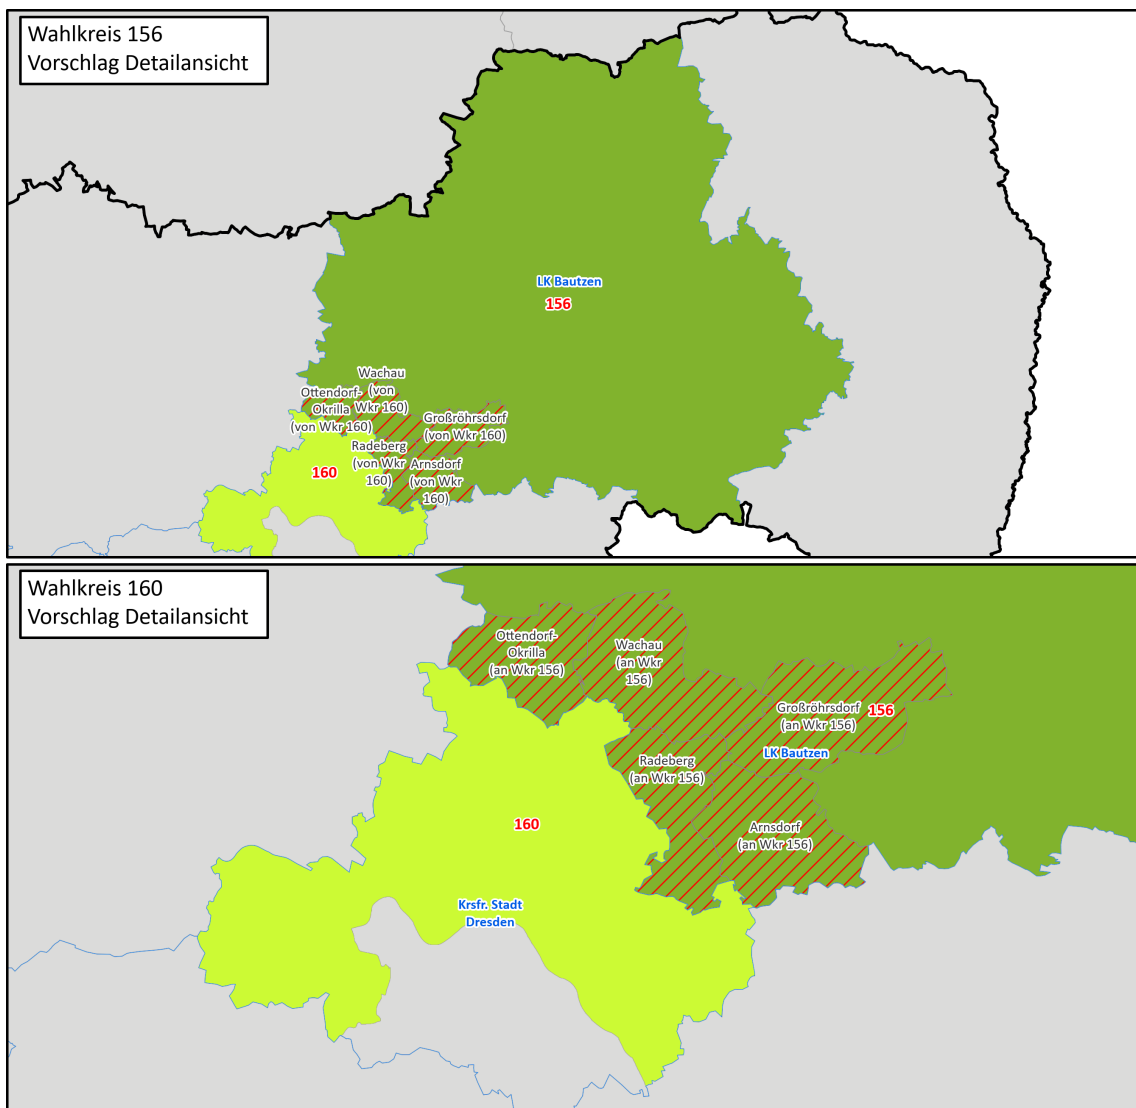 Wahlkreis 156
Vorschlag Detailansicht
LK Bautzen
156
Wachau
(von
Wkr 160)
Ottendorf-
Okrilla
(von Wkr 160)
Großröhrsdorf
(von Wkr 160)
Radeberg
(von Wkr
160)
Arnsdorf
(von Wkr
160)
160
Wahlkreis 160
Vorschlag Detailansicht
Ottendorf-
Okrilla
(an Wkr 156)
Wachau
(an Wkr
156)
Großröhrsdorf
(an Wkr 156)
156
LK Bautzen
Radeberg
(an Wkr 156)
Arnsdorf
(an Wkr 156)
160
Krsfr. Stadt
Dresden